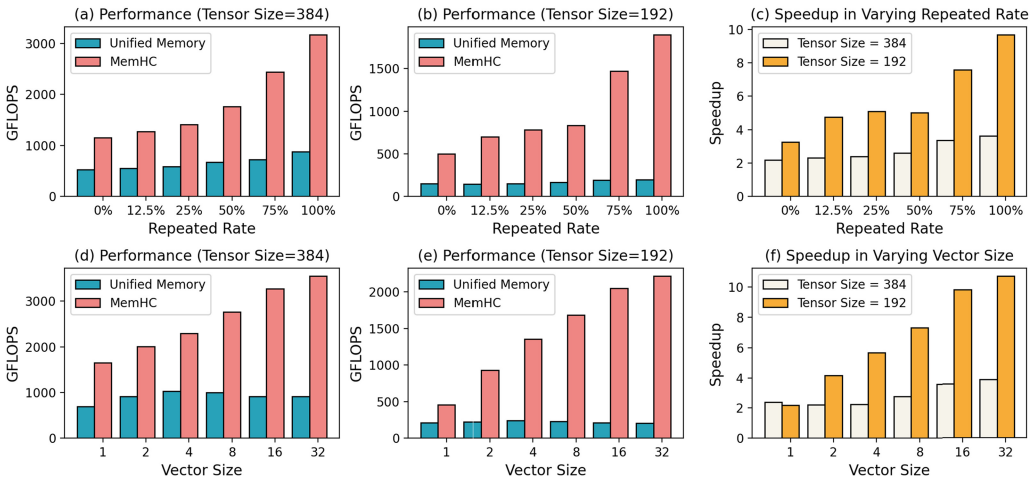 (a) Performance (Tensor Size=384)
GFLOPS
3000
2000
1000
0
Unified Memory
MemHC
0% 12.5% 25% 50% 75% 100%
Repeated Rate
(b) Performance (Tensor Size=192)
GFLOPS
1500
1000
500
0
Unified Memory
MemHC
0% 12.5% 25% 50% 75% 100%
Repeated Rate
(c) Speedup in Varying Repeated Rate
Speedup
10
8
6
4
2
0
Tensor Size = 384
Tensor Size = 192
0% 12.5% 25% 50% 75% 100%
Repeated Rate
(d) Performance (Tensor Size=384)
GFLOPS
3000
2000
1000
0
Unified Memory
MemHC
1 2 4 8 16 32
Vector Size
(e) Performance (Tensor Size=192)
GFLOPS
2000
1500
1000
500
0
Unified Memory
MemHC
1 2 4 8 16 32
Vector Size
(f) Speedup in Varying Vector Size
Speedup
10
8
6
4
2
0
Tensor Size = 384
Tensor Size = 192
1 2 4 8 16 32
Vector Size